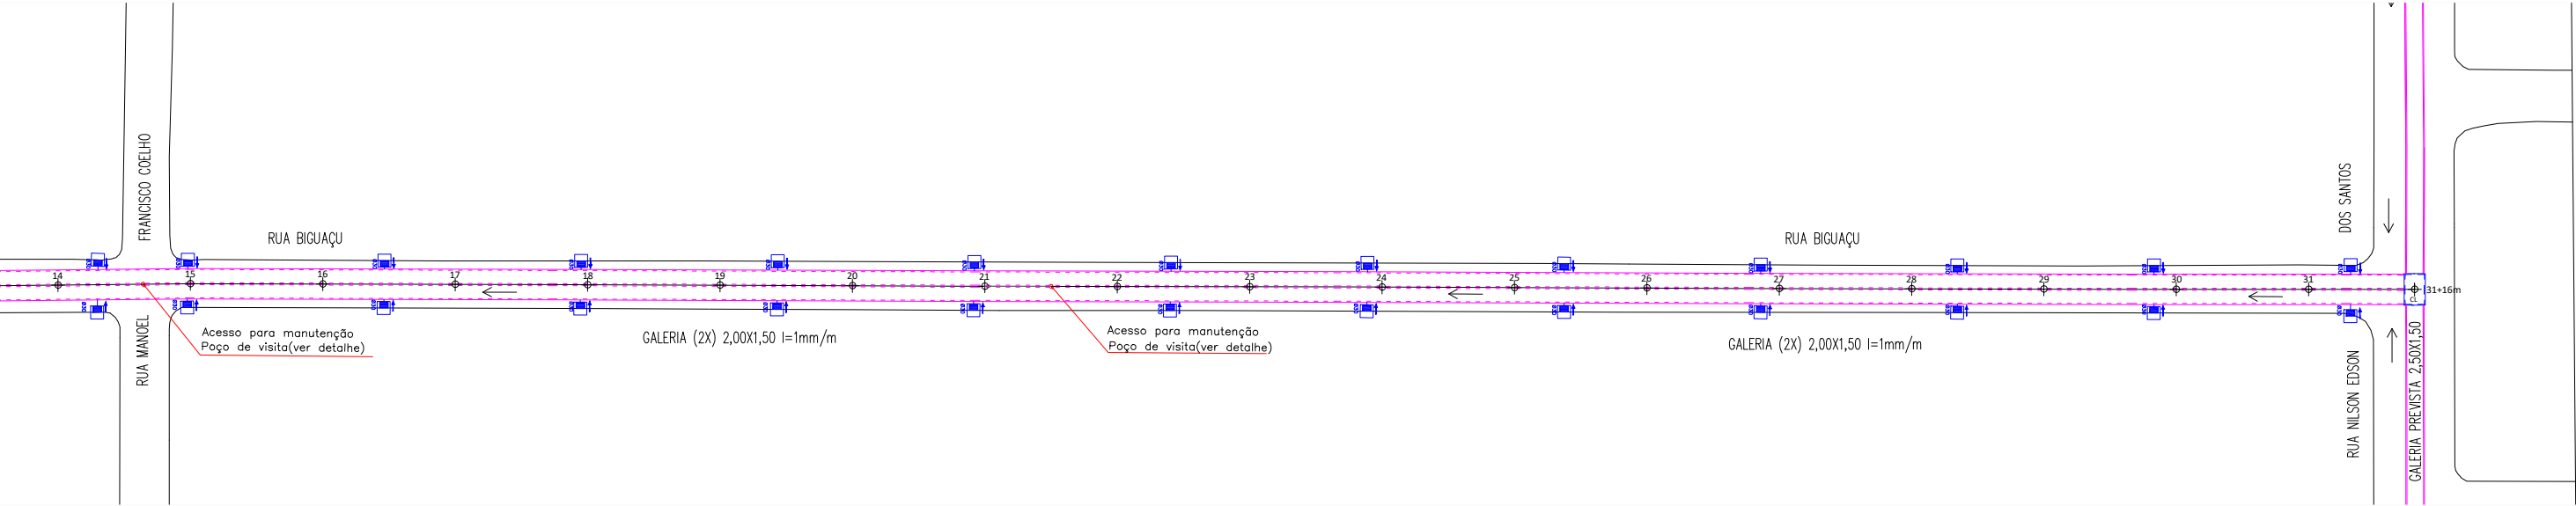 FRANCISCO COELHO
RUA MANOEL
RUA BIGUAÇU
RUA BIGUAÇU
DOS SANTOS
RUA NILSON EDSON
14
15
16
17
18
19
20
21
22
23
24
25
26
27
28
29
30
31
31+16m
CL
Acesso para manutenção
Poço de visita(ver detalhe)
GALERIA (2X) 2,00X1,50 I=1mm/m
Acesso para manutenção
Poço de visita(ver detalhe)
GALERIA (2X) 2,00X1,50 I=1mm/m
GALERIA PREVISTA 2,50X1,50